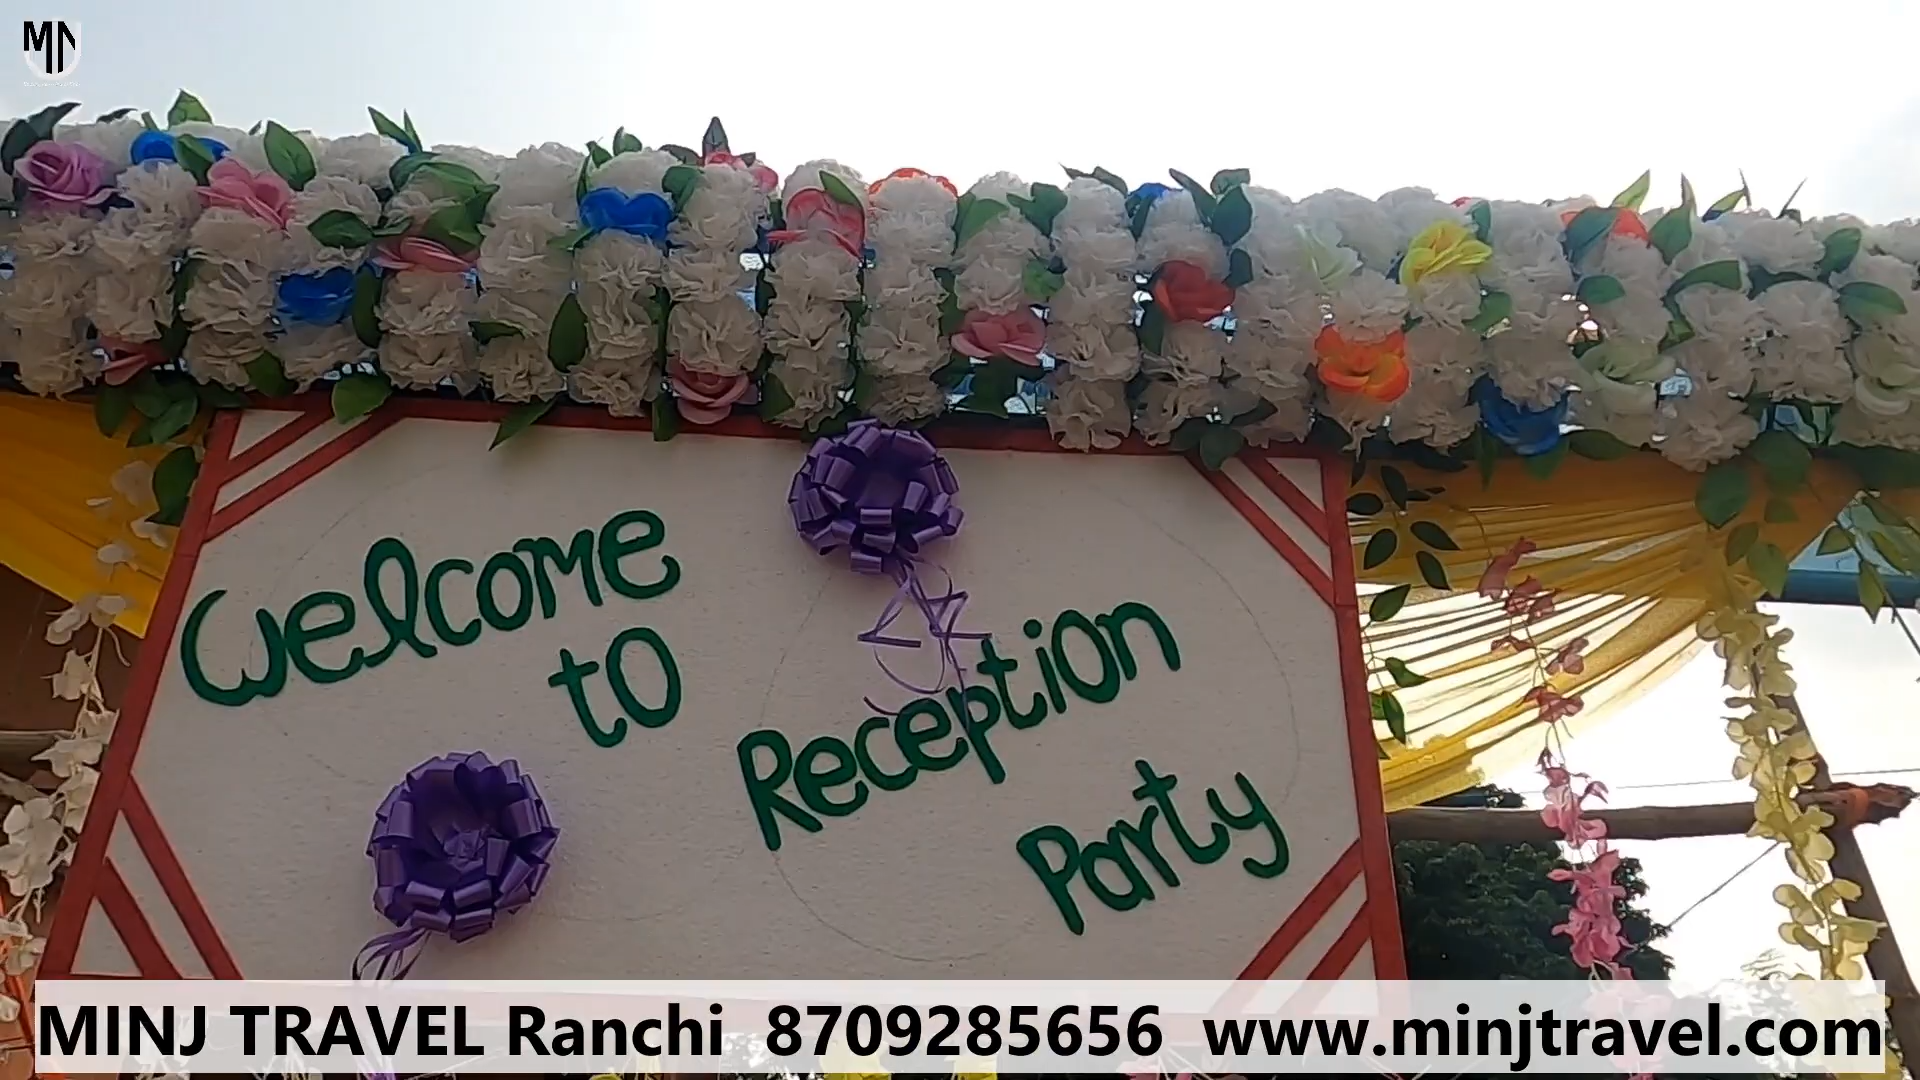 MN
Welcome
to
Reception
Party
MINJ TRAVEL Ranchi 8709285656 www.minjtravel.com